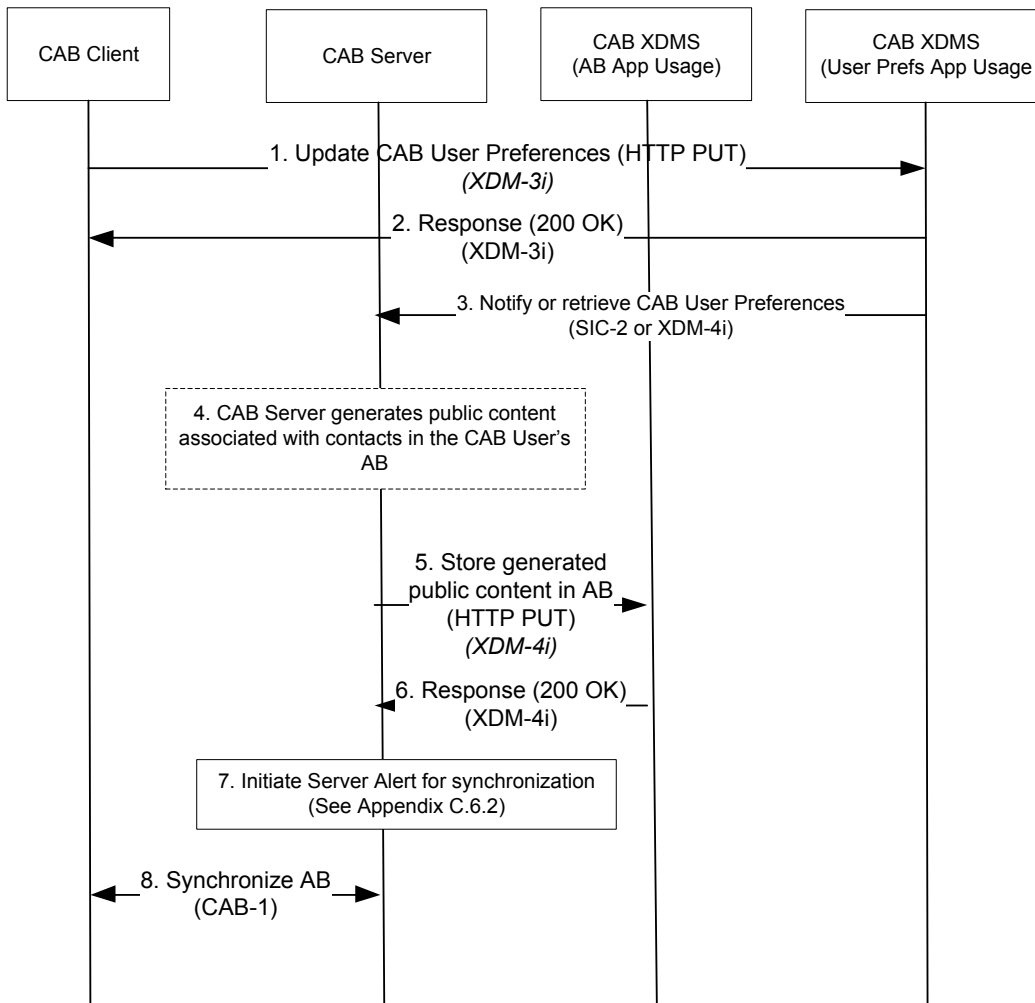 CAB Client
CAB Server
CAB XDMS
(AB App Usage)
CAB XDMS
(User Prefs App Usage
1. Update CAB User Preferences (HTTP PUT)
(XDM-3i)
2. Response (200 OK)
(XDM-3i)
3. Notify or retrieve CAB User Preferences
(SIC-2 or XDM-4i)
4. CAB Server generates public content
associated with contacts in the CAB User’s
AB
5. Store generated
public content in AB
(HTTP PUT)
(XDM-4i)
6. Response (200 OK)
(XDM-4i)
7. Initiate Server Alert for synchronization
(See Appendix C.6.2)
8. Synchronize AB
(CAB-1)